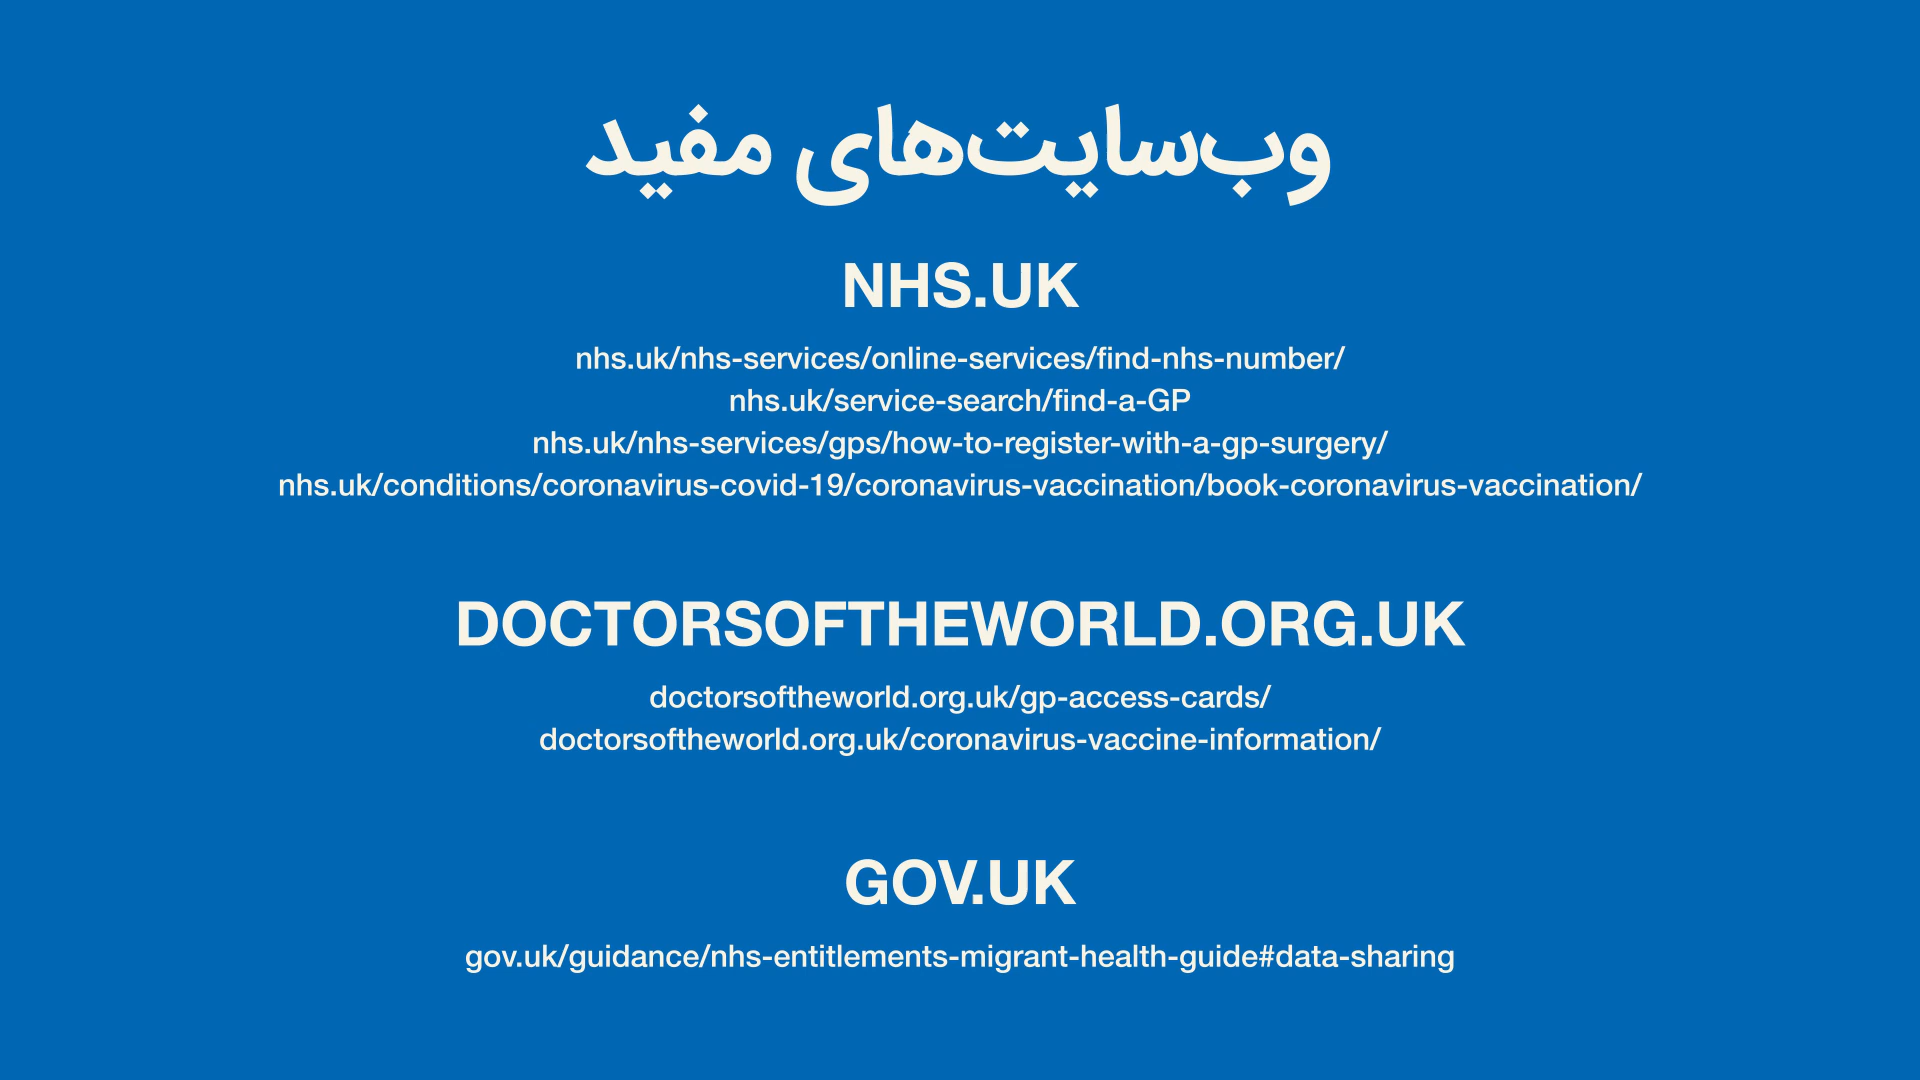 وب‌سایت‌های مفید
NHS.UK
nhs.uk/nhs-services/online-services/find-nhs-number/
nhs.uk/service-search/find-a-GP
nhs.uk/nhs-services/gps/how-to-register-with-a-gp-surgery/
nhs.uk/conditions/coronavirus-covid-19/coronavirus-vaccination/book-coronavirus-vaccination/
DOCTORSOFTHEWORLD.ORG.UK
doctorsoftheworld.org.uk/gp-access-cards/
doctorsoftheworld.org.uk/coronavirus-vaccine-information/
GOV.UK
gov.uk/guidance/nhs-entitlements-migrant-health-guide#data-sharing